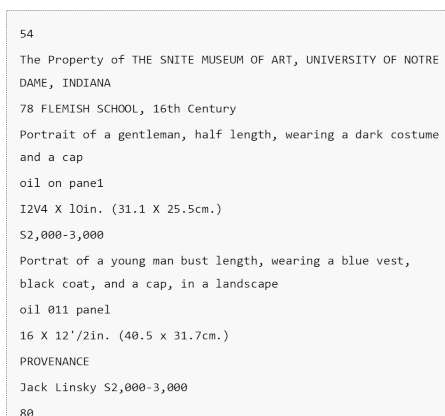 54
The Property of THE SNITE MUSEUM OF ART, UNIVERSITY OF NOTRE
DAME, INDIANA
78 FLEMISH SCHOOL, 16th Century
Portrait of a gentleman, half length, wearing a dark costume
and a cap
oil on pane1
I2V4 X lOin. (31.1 X 25.5cm.)
S2,000-3,000
Portrat of a young man bust length, wearing a blue vest,
black coat, and a cap, in a landscape
oil 011 panel
16 X 12'/2in. (40.5 x 31.7cm.)
PROVENANCE
Jack Linsky S2,000-3,000
80